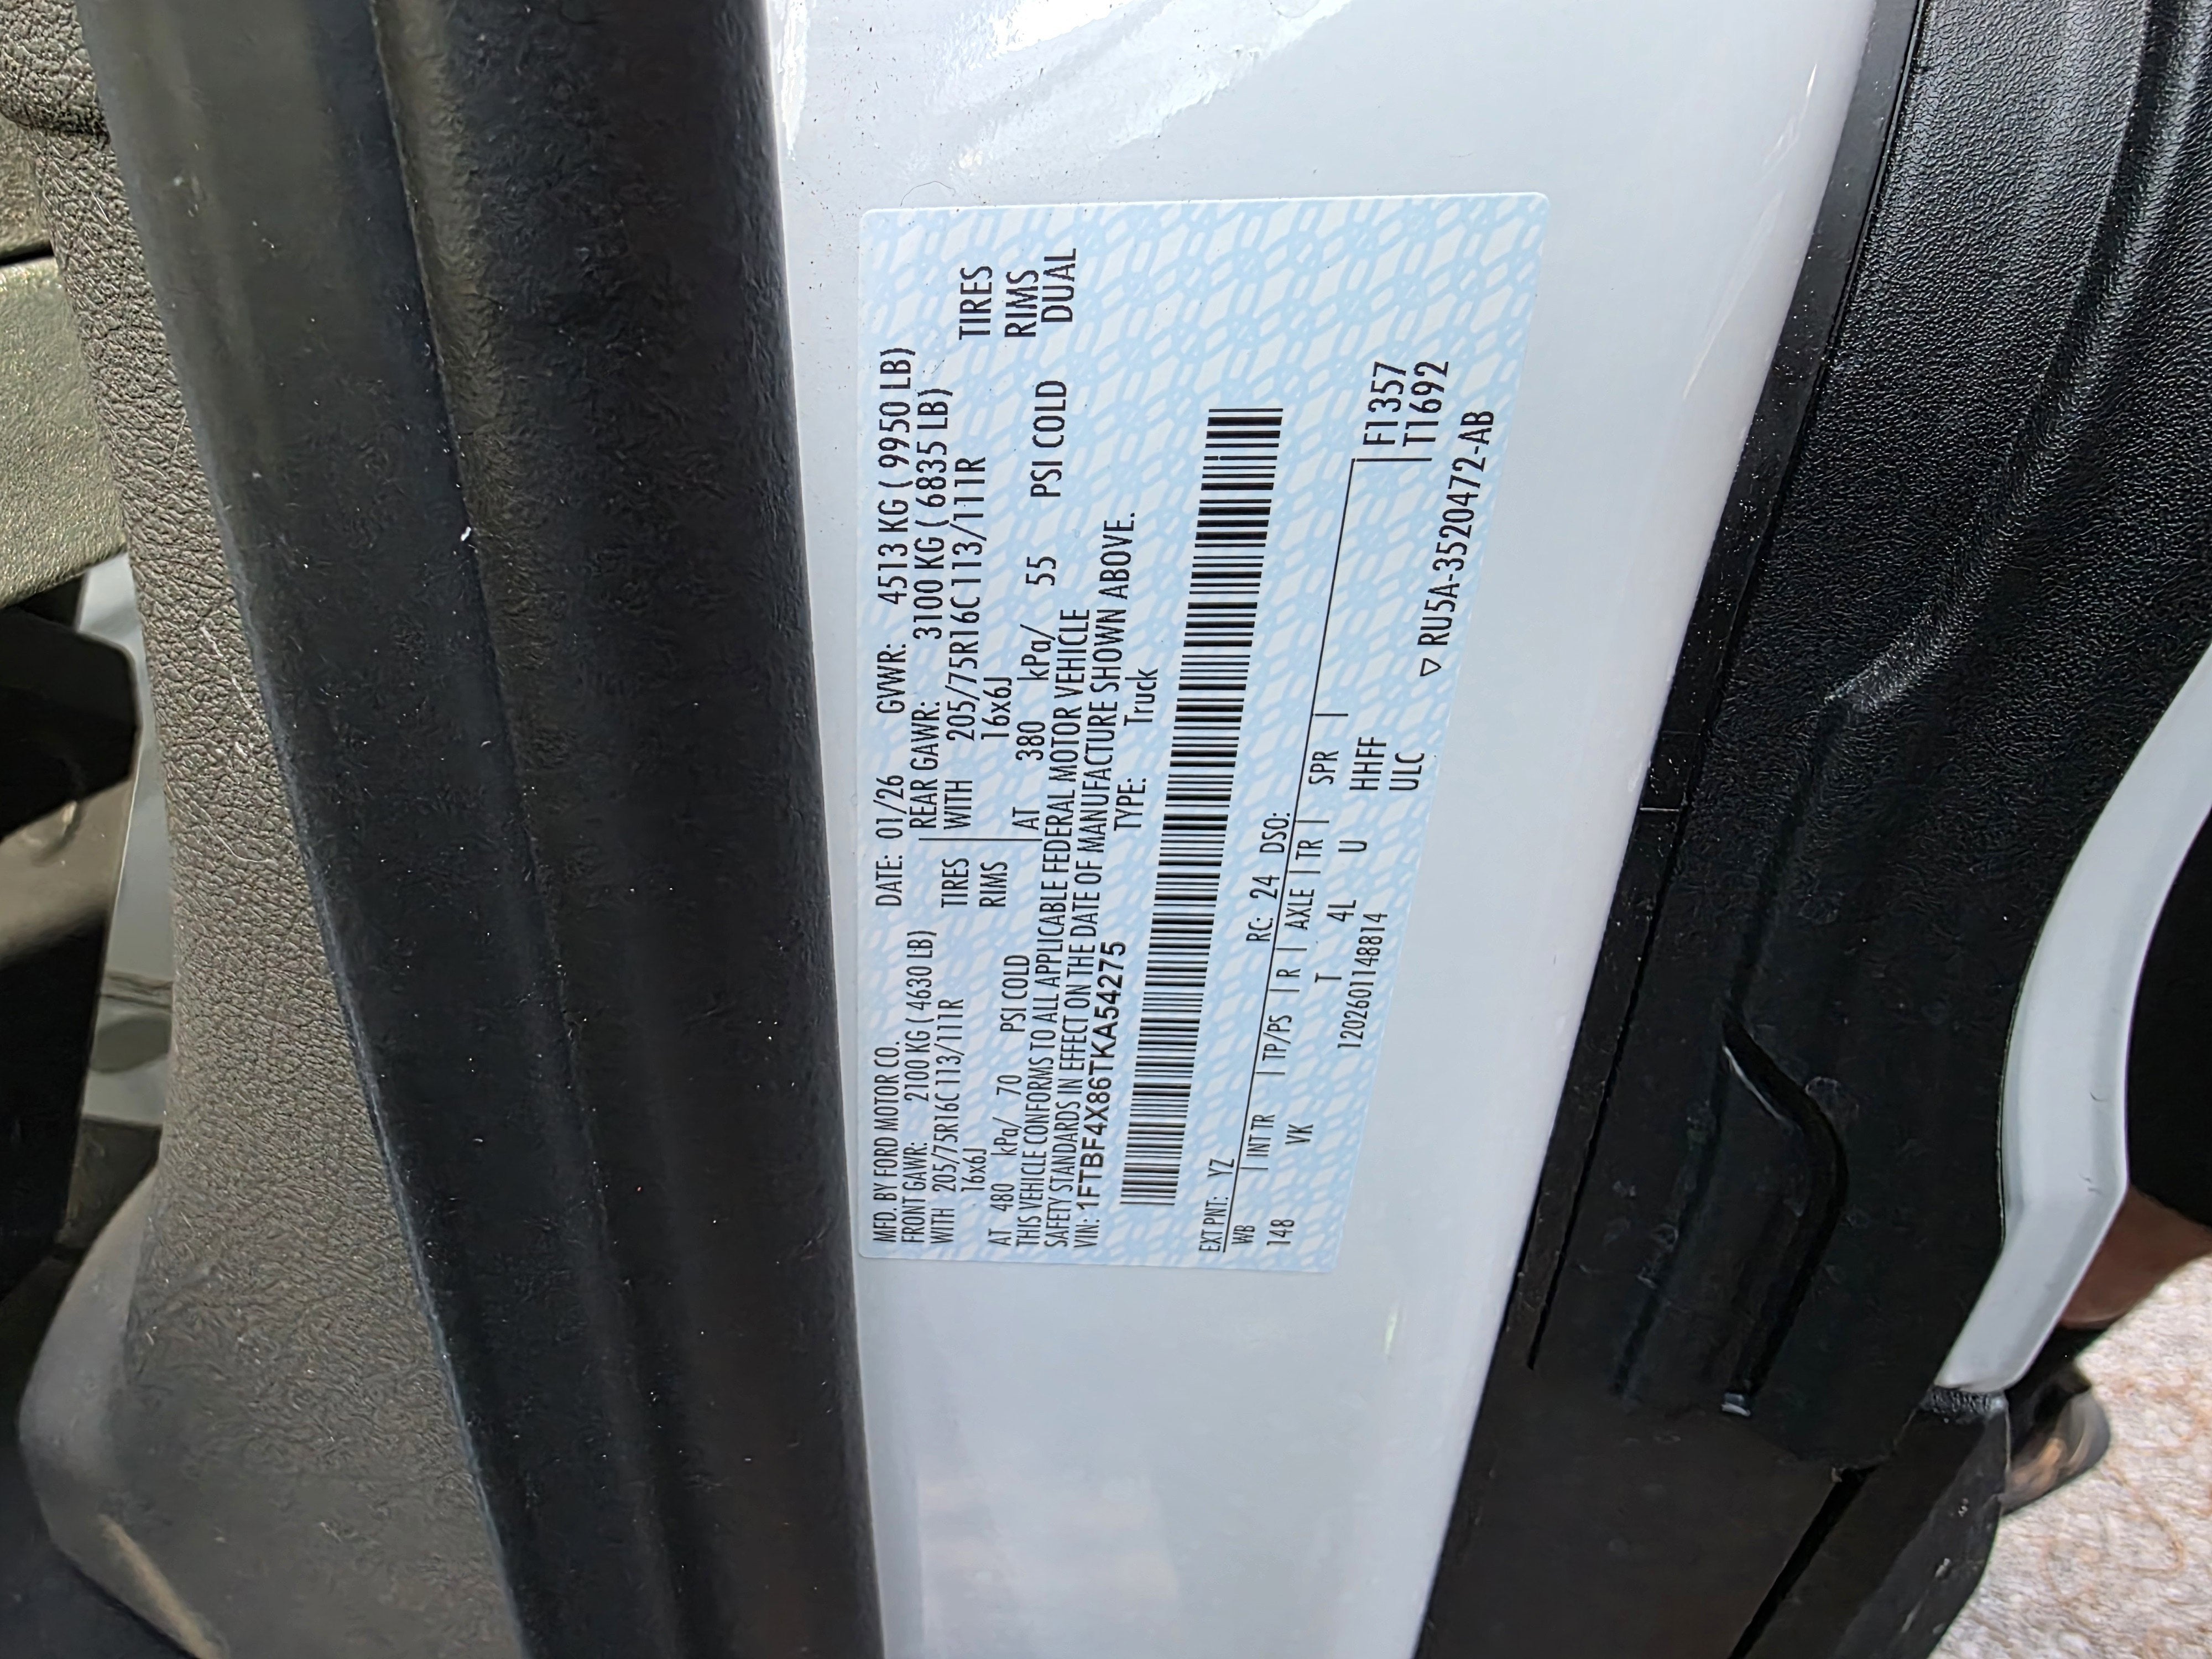 MFD. BY FORD MOTOR CO. DATE: 01/26 GVWR: 4513 KG ( 9950 LB)
FRONT GAWR: 2100 KG ( 4630 LB) REAR GAWR: 3100 KG ( 6835 LB)
WITH 205/75R16C 113/111R TIRES WITH 205/75R16C 113/111R TIRES
16x6J RIMS 16x6J RIMS
AT 480 kPa/ 70 PSI COLD AT 380 kPa/ 55 PSI COLD DUAL
THIS VEHICLE CONFORMS TO ALL APPLICABLE FEDERAL MOTOR VEHICLE
SAFETY STANDARDS IN EFFECT ON THE DATE OF MANUFACTURE SHOWN ABOVE.
VIN: 1FTBF4X86TKA54275 TYPE: Truck
EXT PNT: YZ RC: 24 DSO:
WB INT TR TP/PS R AXLE TR SPR
148 VK T 4L U HHFF F1357
1202601148814 ULC T1692
▽ RU5A-3520472-AB